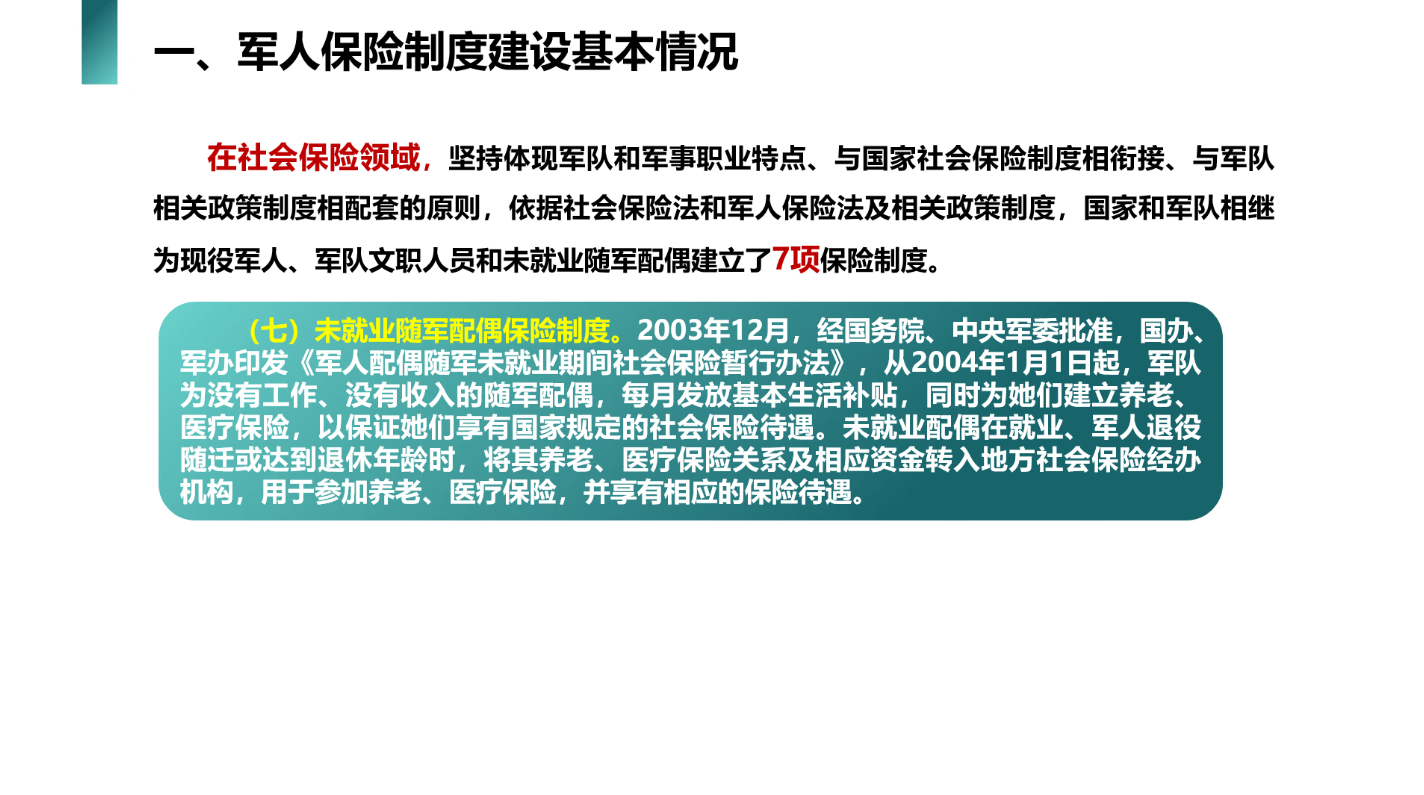 一、军人保险制度建设基本情况
在社会保险领域，坚持体现军队和军事职业特点、与国家社会保险制度相衔接、与军队
相关政策制度相配套的原则，依据社会保险法和军人保险法及相关政策制度，国家和军队相继
为现役军人、军队文职人员和未就业随军配偶建立了7项保险制度。
（七）未就业随军配偶保险制度。2003年12月，经国务院、中央军委批准，国办、
军办印发《军人配偶随军未就业期间社会保险暂行办法》，从2004年1月1日起，军队
为没有工作、没有收入的随军配偶，每月发放基本生活补贴，同时为她们建立养老、
医疗保险，以保证她们享有国家规定的社会保险待遇。未就业配偶在就业、军人退役
随迁或达到退休年龄时，将其养老、医疗保险关系及相应资金转入地方社会保险经办
机构，用于参加养老、医疗保险，并享有相应的保险待遇。